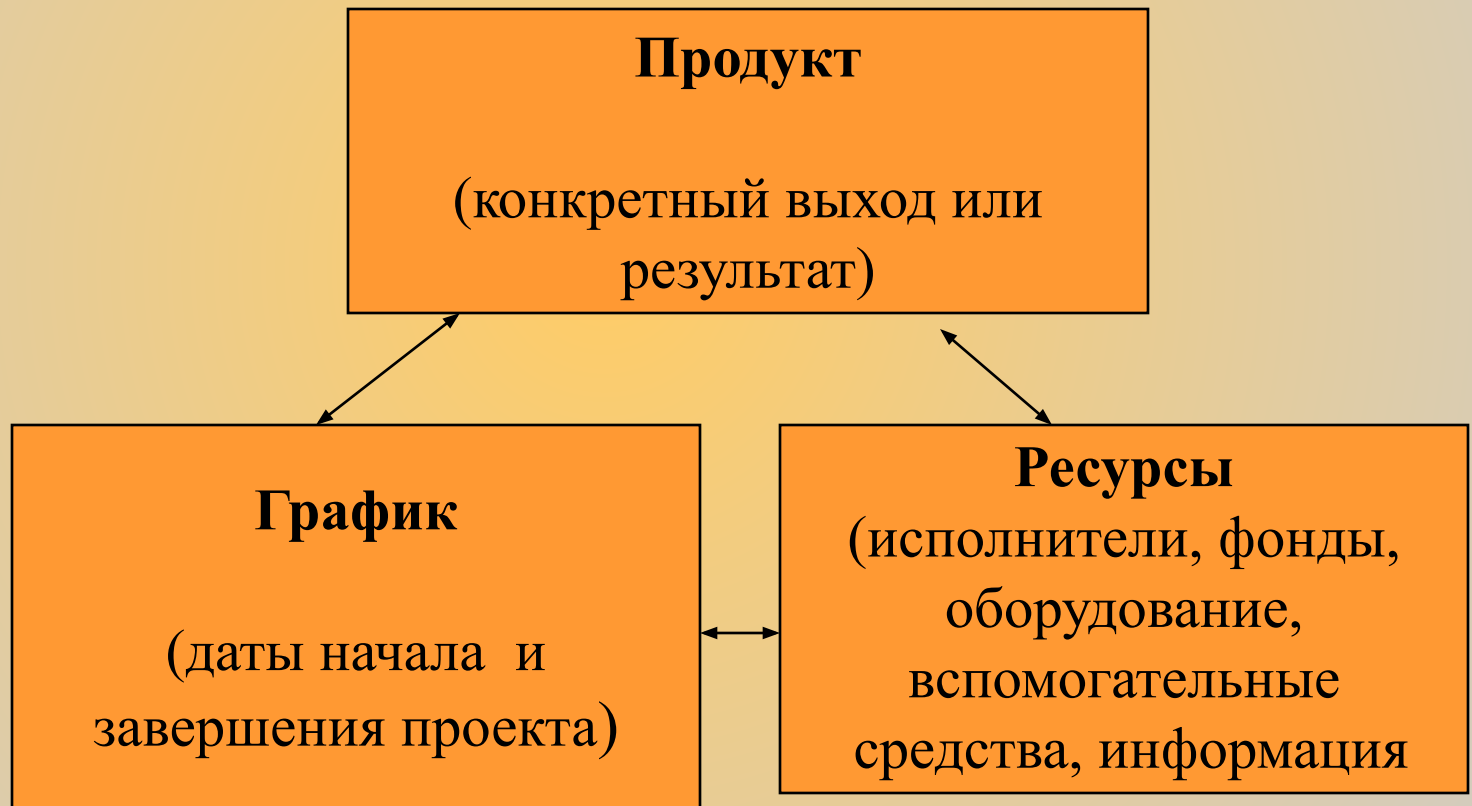 Продукт
(конкретный выход или
результат)
График
(даты начала  и
завершения проекта)
Ресурсы
(исполнители, фонды,
оборудование,
вспомогательные
средства, информация